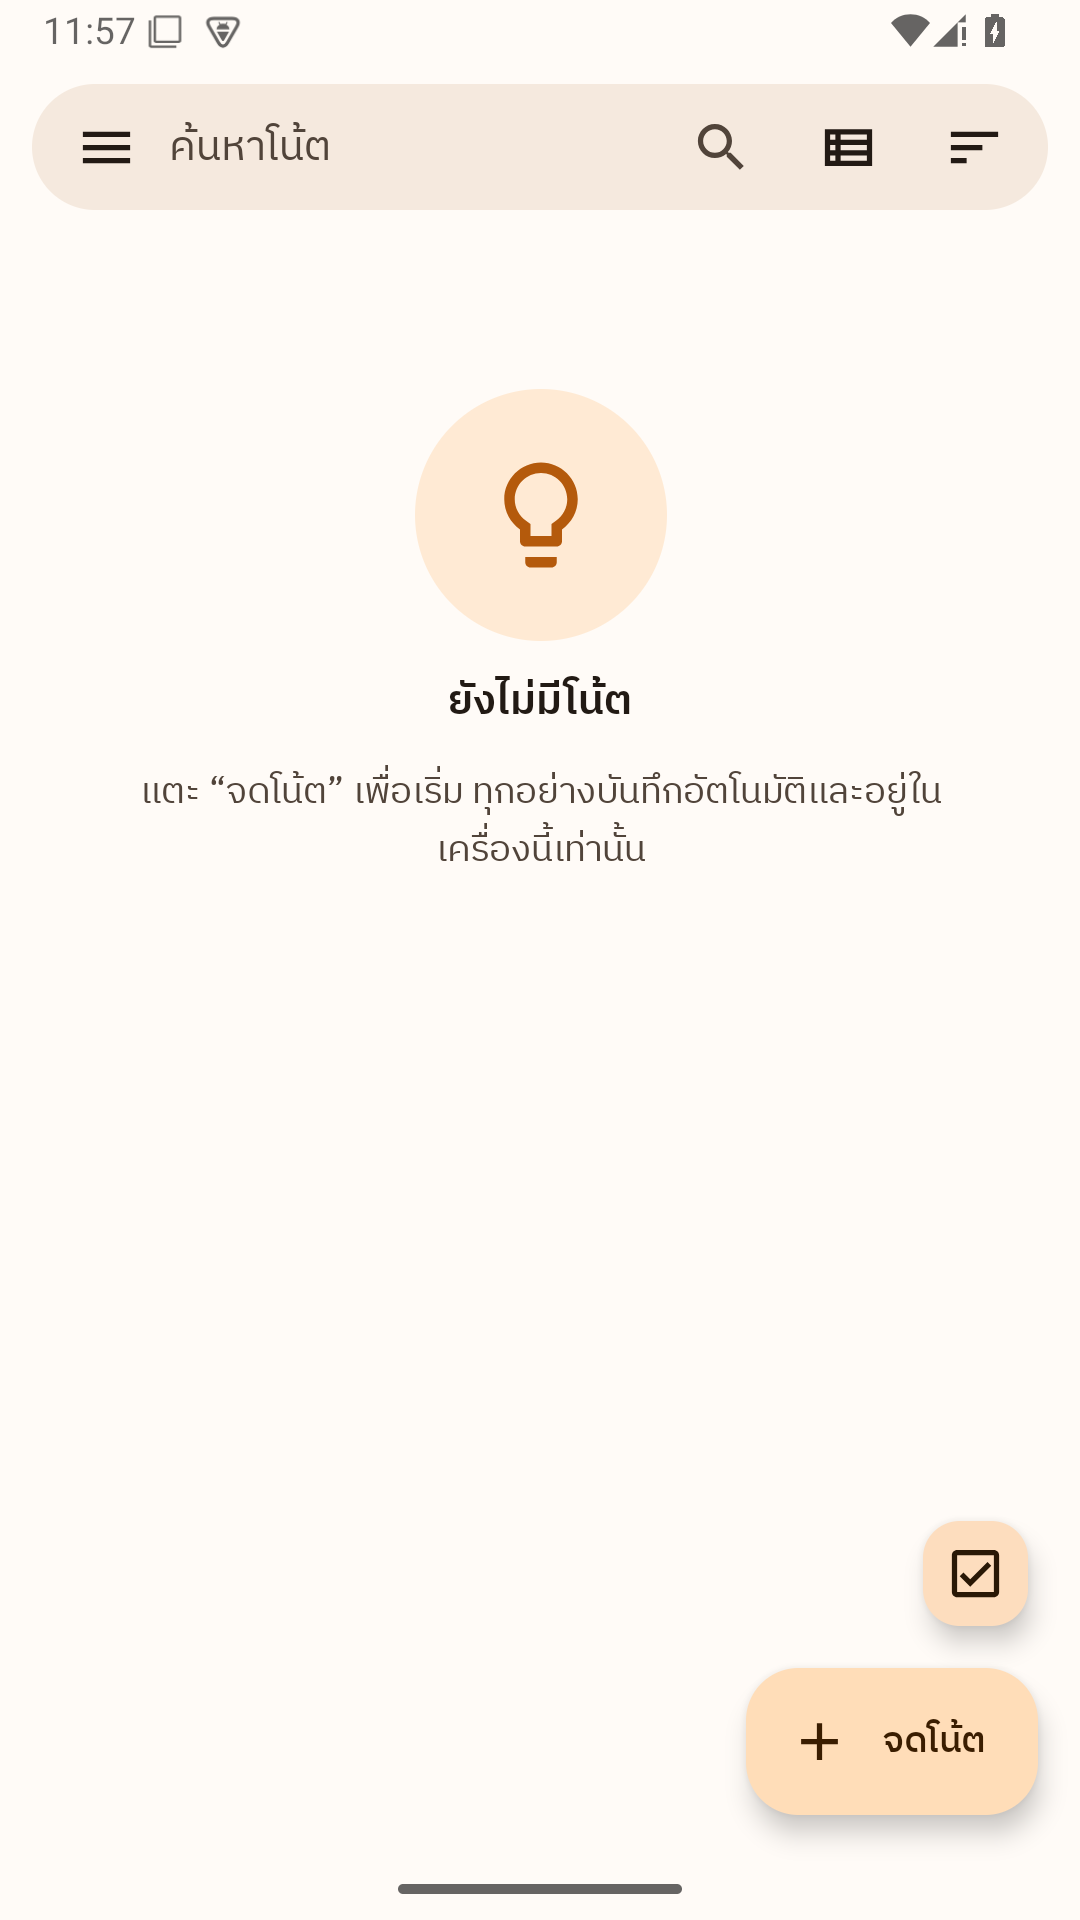 11:57
ค้นหาโน้ต
ยังไม่มีโน้ต
แตะ “จดโน้ต” เพื่อเริ่ม ทุกอย่างบันทึกอัตโนมัติและอยู่ใน
เครื่องนี้เท่านั้น
จดโน้ต